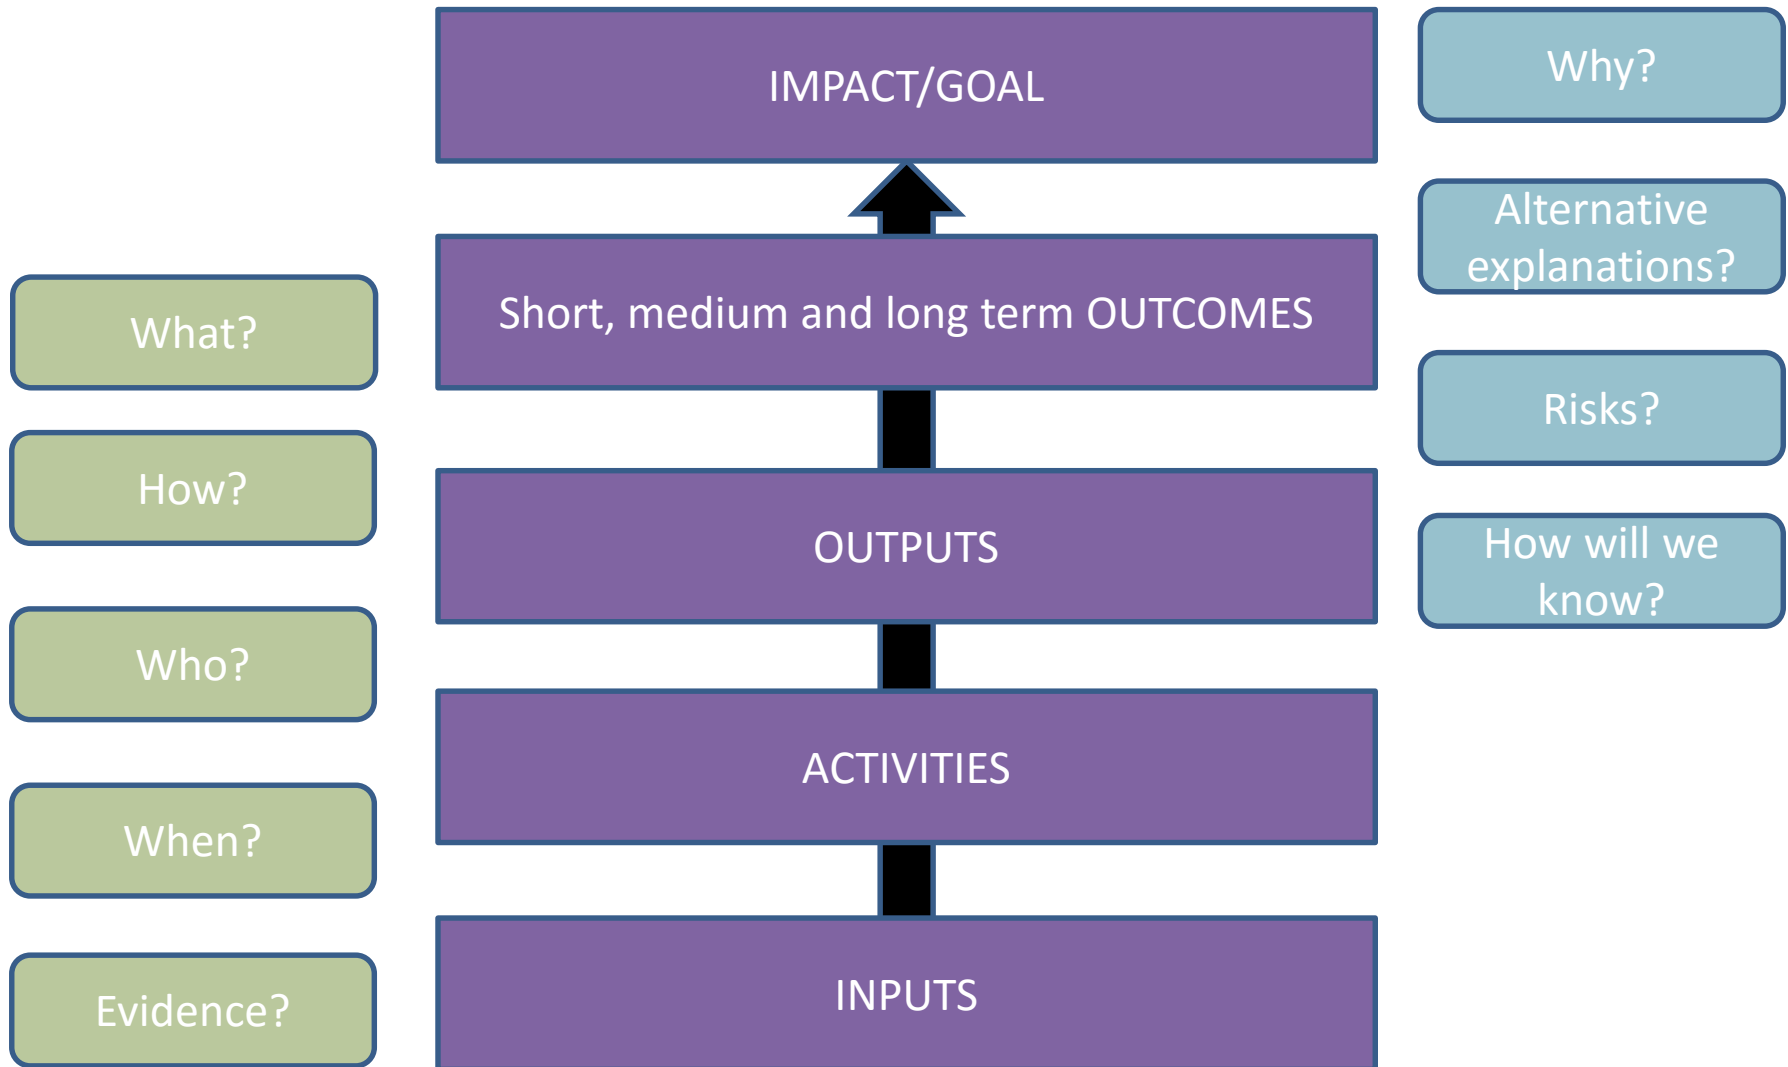 IMPACT/GOAL
Short, medium and long term OUTCOMES
OUTPUTS
ACTIVITIES
INPUTS
What?
How?
Who?
When?
Evidence?
Why?
Alternative
explanations?
Risks?
How will we
know?